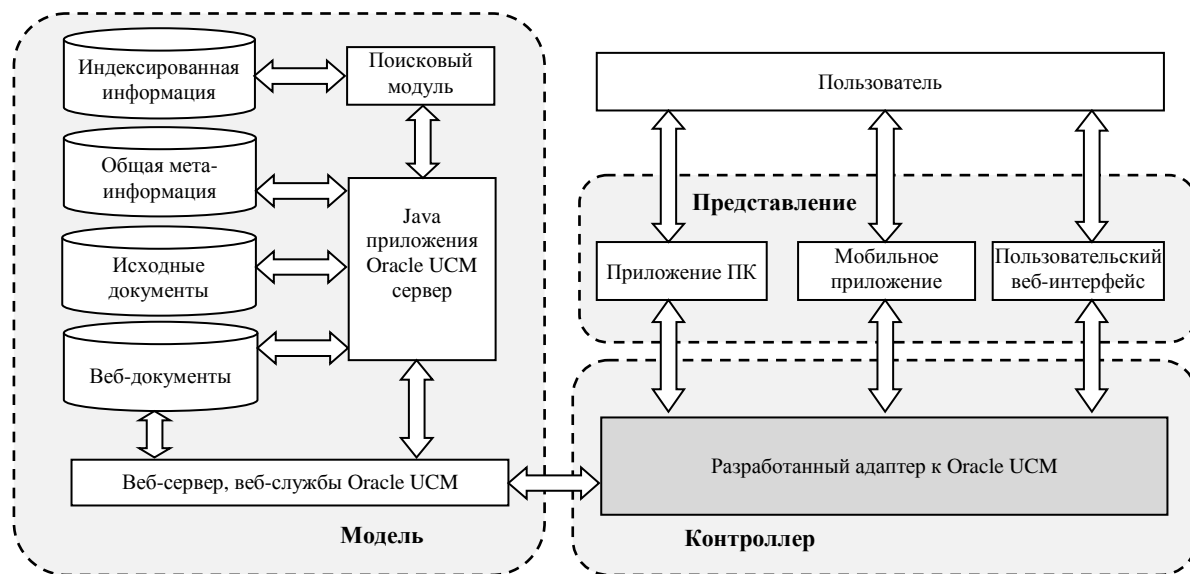 Индексированная
информация
Поисковый
модуль
Общая мета-
информация
Java
приложения
Oracle UCM
сервер
Исходные
документы
Веб-документы
Веб-сервер, веб-службы Oracle UCM
Модель
Пользователь
Представление
Приложение ПК
Мобильное
приложение
Пользовательский
веб-интерфейс
Разработанный адаптер к Oracle UCM
Контроллер